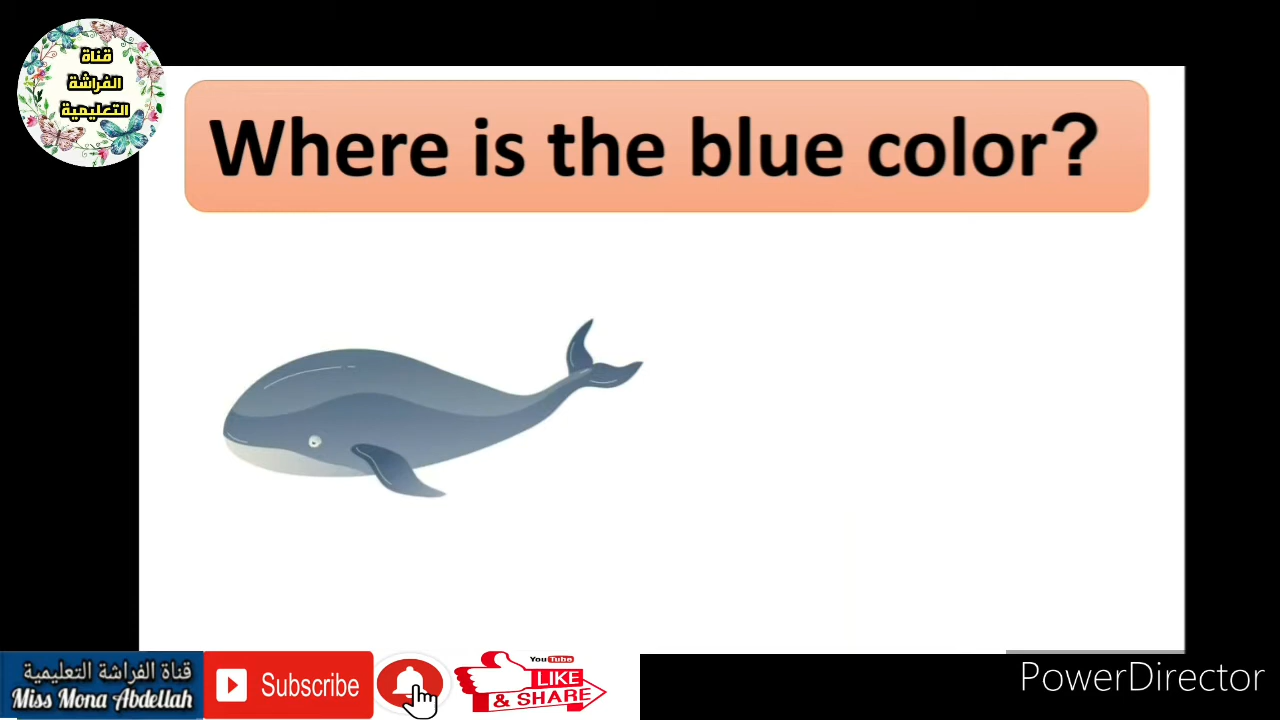 قناة
الفراشة
التعليمية
Where is the blue color?
قناة الفراشة التعليمية
Miss Mona Abdellah
Subscribe
YouTube
LIKE
& SHARE
PowerDirector